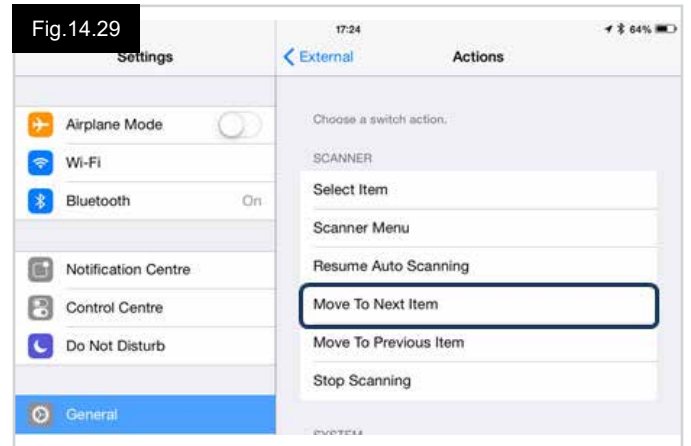 Fig.14.29
17:24
64%
Settings
External
Actions
Airplane Mode
Wi-Fi
Bluetooth On
Notification Centre
Control Centre
Do Not Disturb
General
Choose a switch action.
SCANNER
Select Item
Scanner Menu
Resume Auto Scanning
Move To Next Item
Move To Previous Item
Stop Scanning
SYSTEM